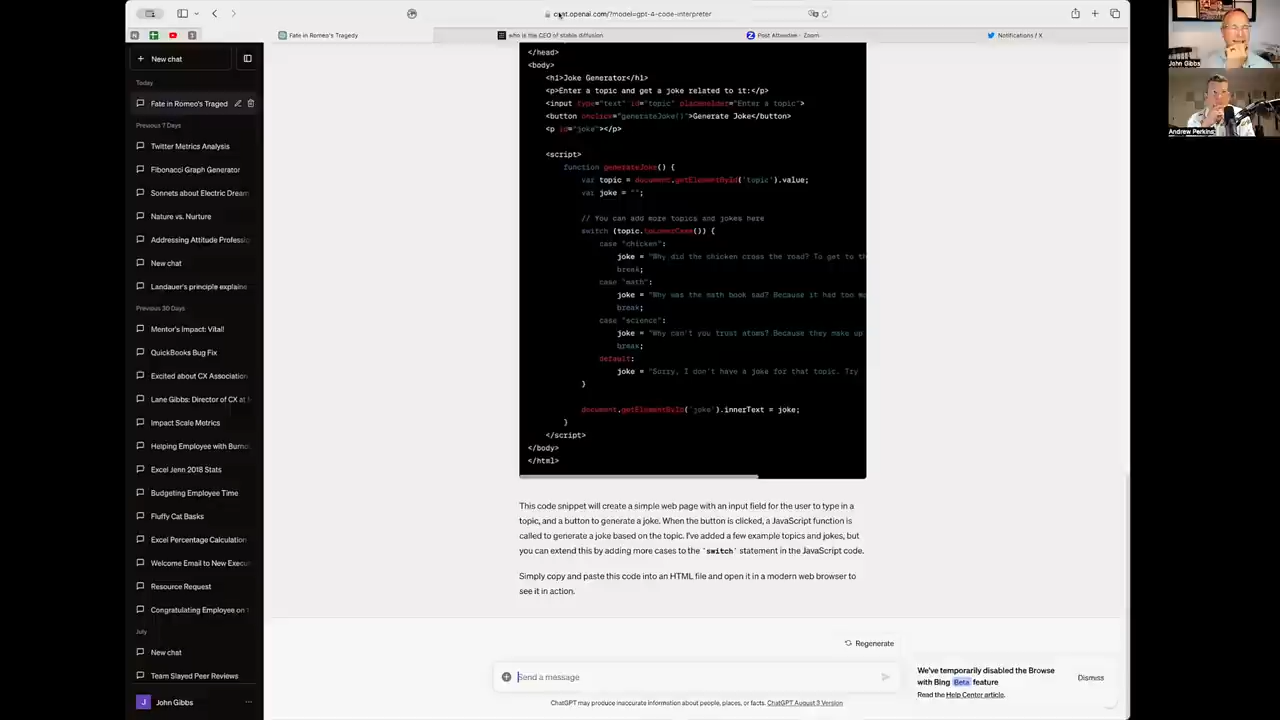 chat.openai.com/?model=gpt-4-code-interpreter
Fate in Romeo's Tragedy
who is the CEO of stable diffusion
Post Attendee - Zoom
Notifications / X
New chat
Today
Fate in Romeo's Traged
Previous 7 Days
Twitter Metrics Analysis
Fibonacci Graph Generator
Sonnets about Electric Dream
Nature vs. Nurture
Addressing Attitude Professio
New chat
Landauer's principle explaine
Previous 30 Days
Mentor's Impact: Vital!
QuickBooks Bug Fix
Excited about CX Association
Lane Gibbs: Director of CX at
Impact Scale Metrics
Helping Employee with Burno
Excel Jenn 2018 Stats
Budgeting Employee Time
Fluffy Cat Basks
Excel Percentage Calculation
Welcome Email to New Execu
Resource Request
Congratulating Employee on
July
New chat
Team Slayed Peer Reviews
J John Gibbs
</head>
<body>
<h1>Joke Generator</h1>
<p>Enter a topic and get a joke related to it:</p>
<input type="text" id="topic" placeholder="Enter a topic">
<button onclick="generateJoke()">Generate Joke</button>
<p id="joke"></p>
<script>
function generateJoke() {
var topic = document.getElementById('topic').value;
var joke = "";
// You can add more topics and jokes here
switch (topic.toLowerCase()) {
case "chicken":
joke = "Why did the chicken cross the road? To get to th
break;
case "math":
joke = "Why was the math book sad? Because it had too m
break;
case "science":
joke = "Why can't you trust atoms? Because they make up
break;
default:
joke = "Sorry, I don't have a joke for that topic. Try
}
document.getElementById('joke').innerText = joke;
}
</script>
</body>
</html>
This code snippet will create a simple web page with an input field for the user to type in a
topic, and a button to generate a joke. When the button is clicked, a JavaScript function is
called to generate a joke based on the topic. I've added a few example topics and jokes, but
you can extend this by adding more cases to the `switch` statement in the JavaScript code.
Simply copy and paste this code into an HTML file and open it in a modern web browser to
see it in action.
Regenerate
Send a message
ChatGPT may produce inaccurate information about people, places, or facts. ChatGPT August 3 Version
We've temporarily disabled the Browse
with Bing Beta feature
Read the Help Center article.
Dismiss
John Gibbs
Andrew Perkins